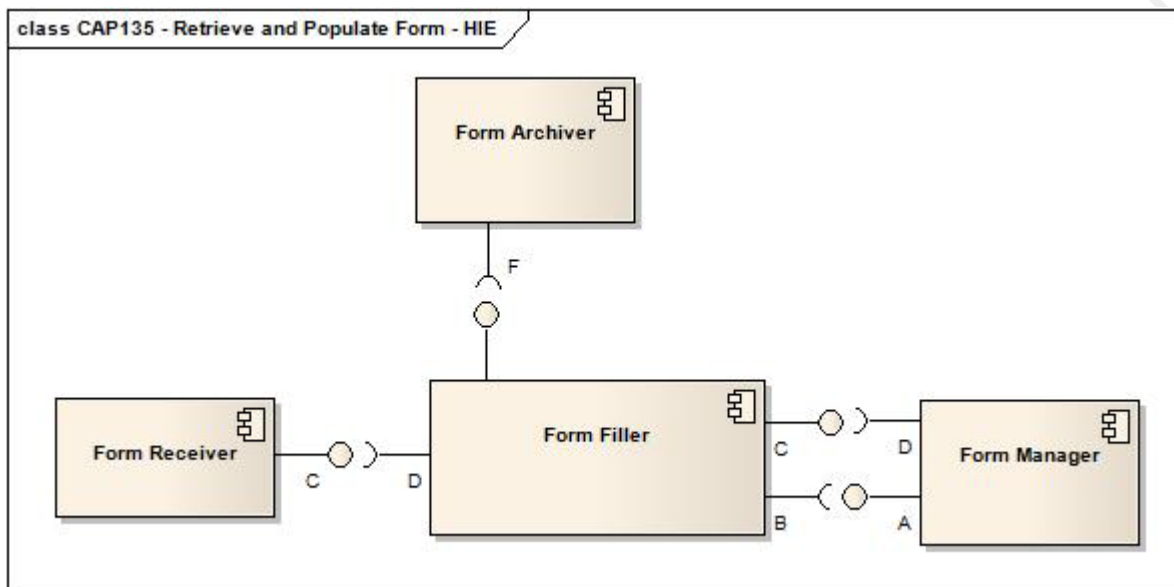 class CAP135 - Retrieve and Populate Form - HIE
Form Archiver
F
Form Receiver
C
D
Form Filler
C
D
B
A
Form Manager